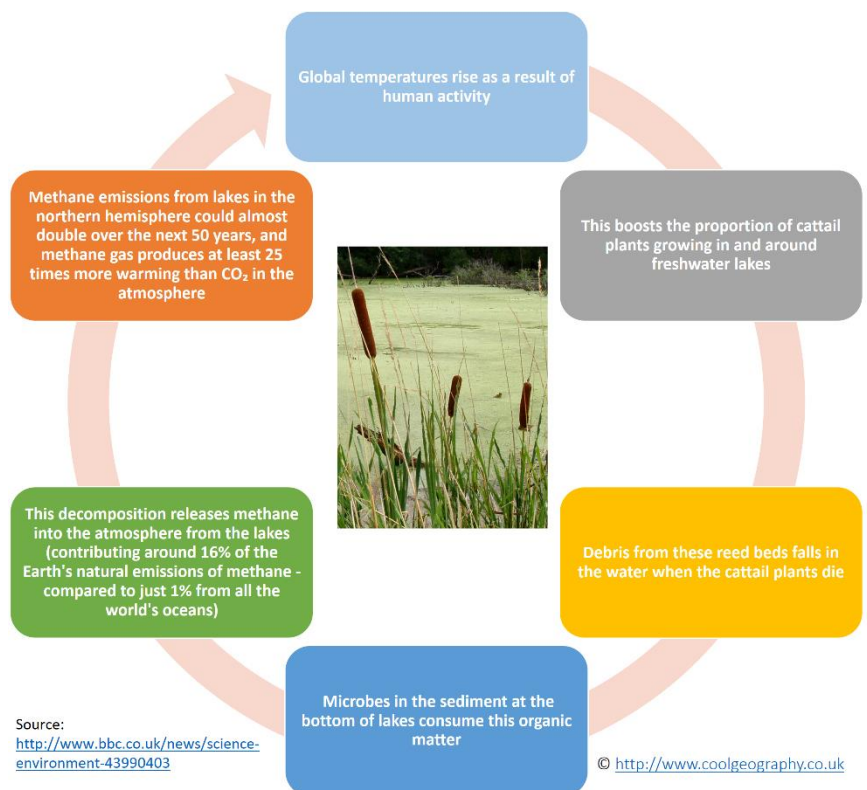 Global temperatures rise as a result of
human activity
This boosts the proportion of cattail
plants growing in and around
freshwater lakes
Debris from these reed beds falls in
the water when the cattail plants die
Microbes in the sediment at the
bottom of lakes consume this organic
matter
This decomposition releases methane
into the atmosphere from the lakes
(contributing around 16% of the
Earth's natural emissions of methane -
compared to just 1% from all the
world's oceans)
Methane emissions from lakes in the
northern hemisphere could almost
double over the next 50 years, and
methane gas produces at least 25
times more warming than CO₂ in the
atmosphere
Source:
http://www.bbc.co.uk/news/science-
environment-43990403
© http://www.coolgeography.co.uk